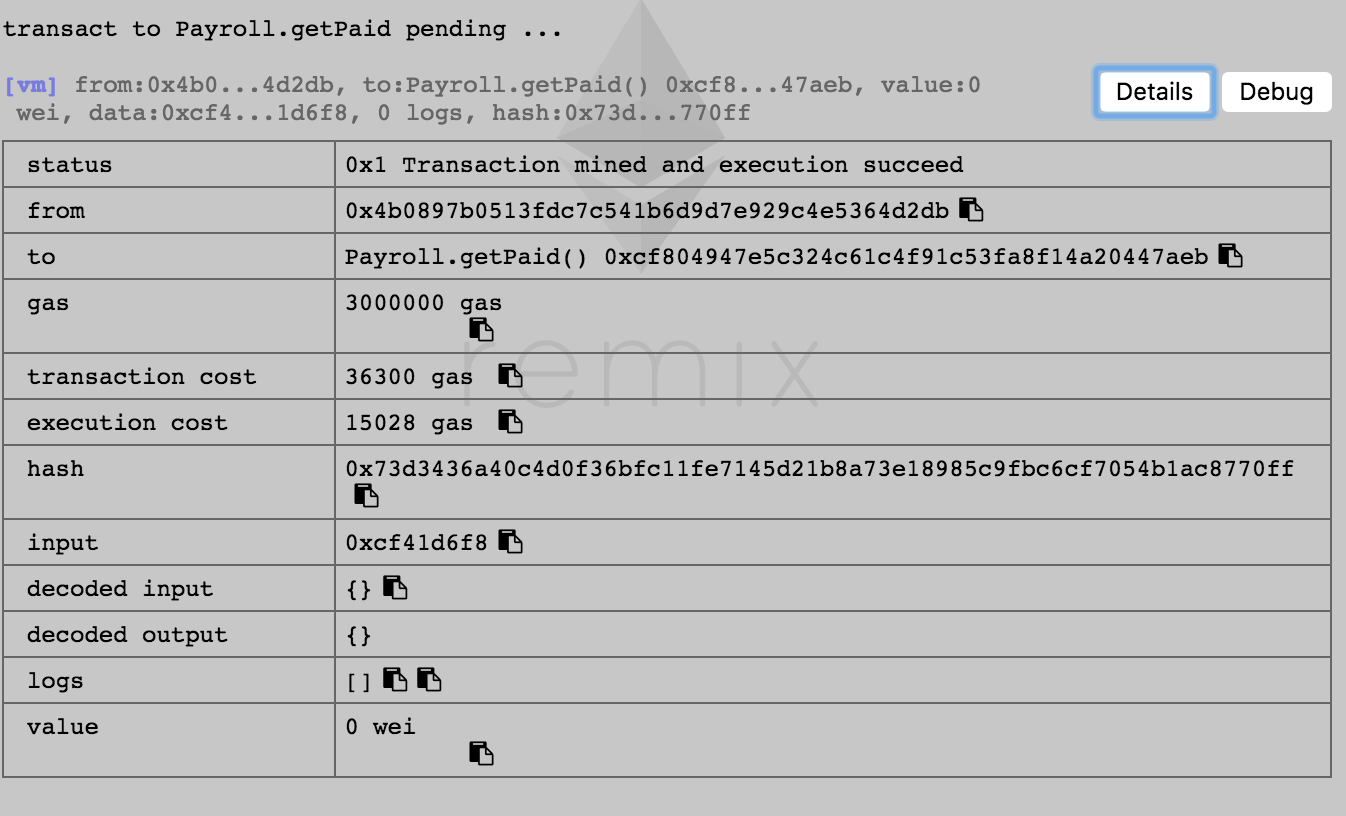 transact to Payroll.getPaid pending ...
[vm] from:0x4b0...4d2db, to:Payroll.getPaid() 0xcf8...47aeb, value:0
wei, data:0xcf4...1d6f8, 0 logs, hash:0x73d...770ff
Details Debug
status 0x1 Transaction mined and execution succeed
from 0x4b0897b0513fdc7c541b6d9d7e929c4e5364d2db
to Payroll.getPaid() 0xcf804947e5c324c61c4f91c53fa8f14a20447aeb
gas 3000000 gas
remix
transaction cost 36300 gas
execution cost 15028 gas
hash 0x73d3436a40c4d0f36bfc11fe7145d21b8a73e18985c9fbc6cf7054b1ac8770ff
input 0xcf41d6f8
decoded input {}
decoded output {}
logs []
value 0 wei